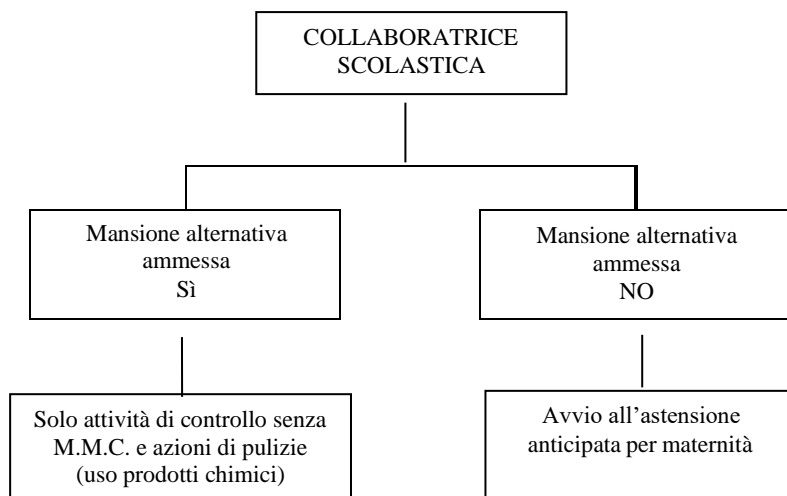 COLLABORATRICE
SCOLASTICA
Mansione alternativa
ammessa
Sì
Mansione alternativa
ammessa
NO
Solo attività di controllo senza
M.M.C. e azioni di pulizie
(uso prodotti chimici)
Avvio all’astensione
anticipata per maternità